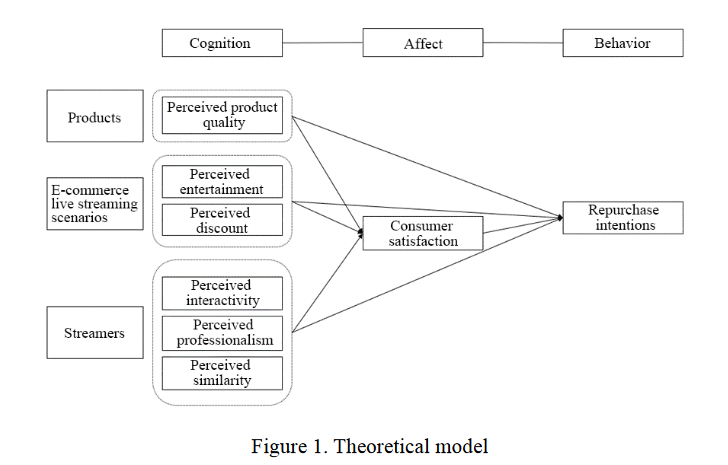 Cognition
Affect
Behavior
Products
Perceived product
quality
E-commerce
live streaming
scenarios
Perceived
entertainment
Perceived
discount
Consumer
satisfaction
Repurchase
intentions
Streamers
Perceived
interactivity
Perceived
professionalism
Perceived
similarity
Figure 1. Theoretical model